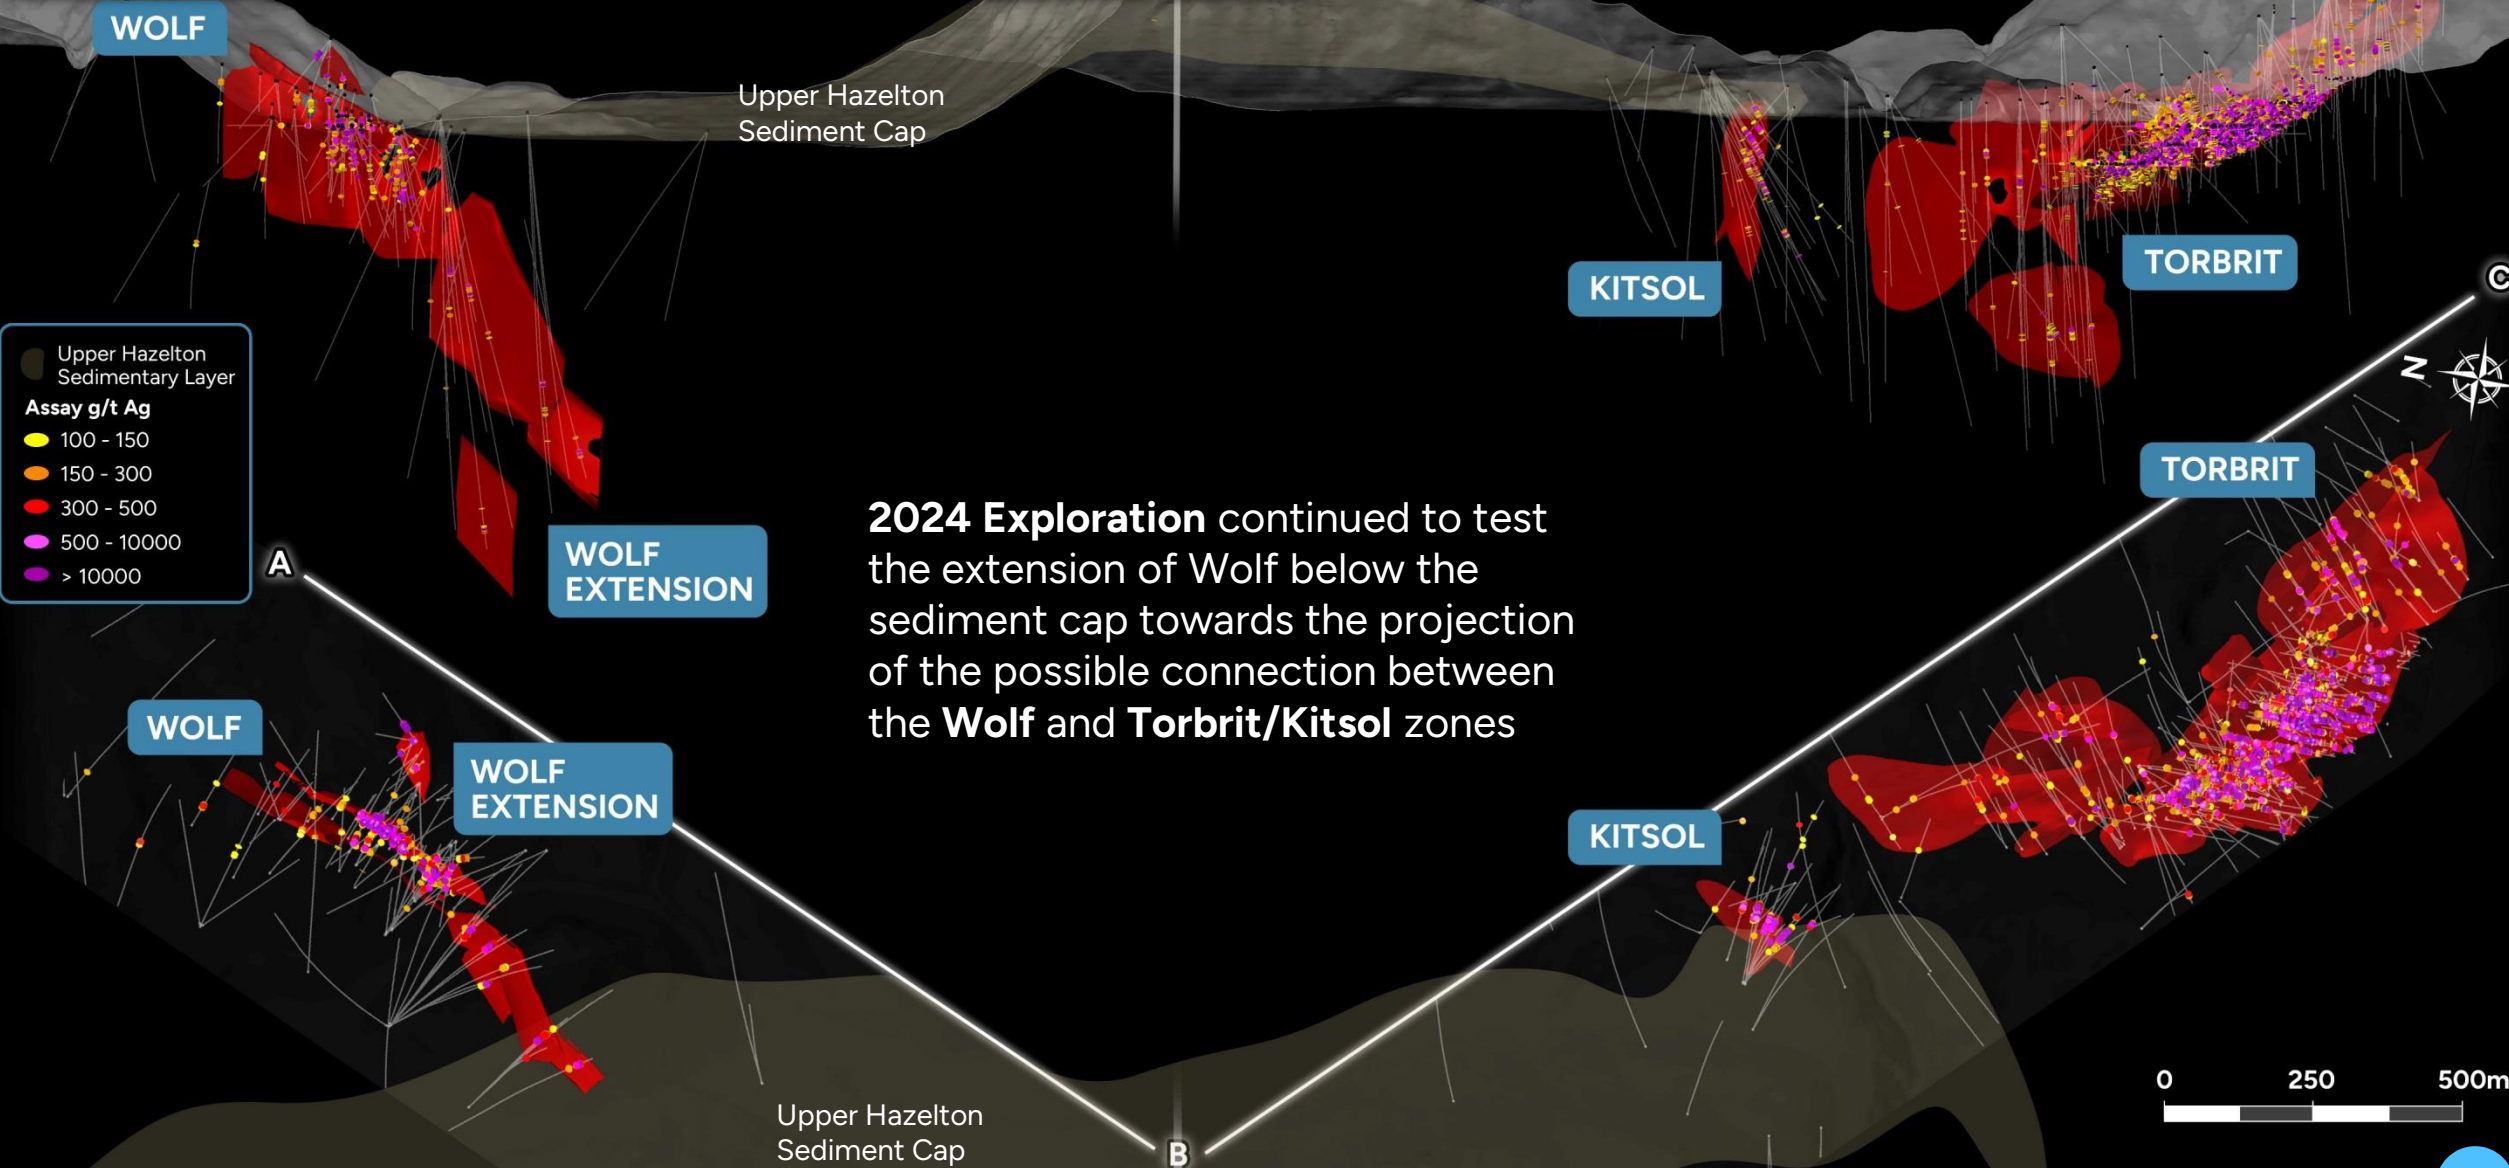 WOLF
Upper Hazelton
Sediment Cap
KITSOL
TORBRIT
C
N
Upper Hazelton
Sedimentary Layer
Assay g/t Ag
100 - 150
150 - 300
300 - 500
500 - 10000
> 10000
WOLF
EXTENSION
A
2024 Exploration continued to test
the extension of Wolf below the
sediment cap towards the projection
of the possible connection between
the Wolf and Torbrit/Kitsol zones
TORBRIT
WOLF
WOLF
EXTENSION
KITSOL
0 250 500m
Upper Hazelton
Sediment Cap
B